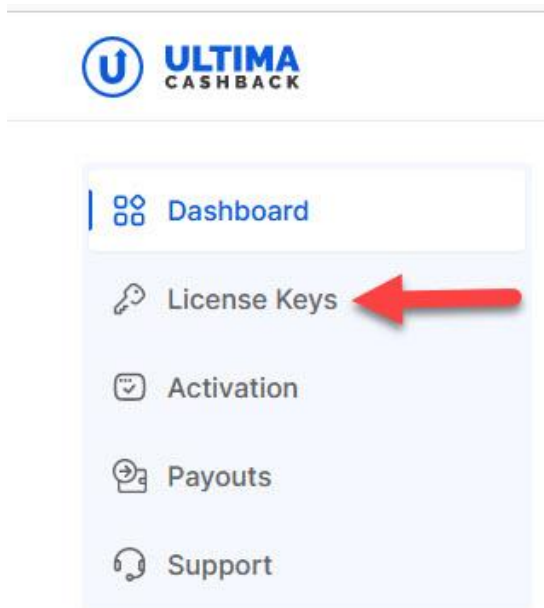 ULTIMA
CASHBACK
Dashboard
License Keys
Activation
Payouts
Support